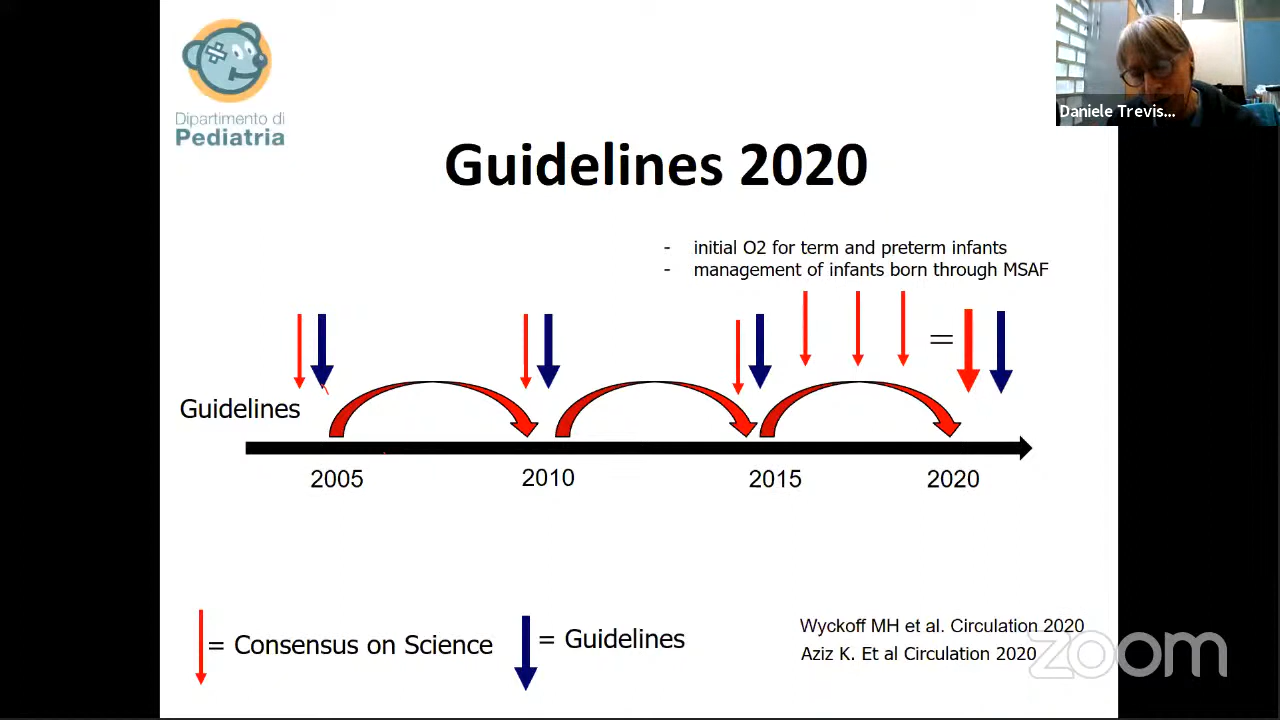 Dipartimento di
Pediatria
Daniele Trevis...
Guidelines 2020
- initial O2 for term and preterm infants
- management of infants born through MSAF
=
Guidelines
2005 2010 2015 2020
= Consensus on Science
= Guidelines
Wyckoff MH et al. Circulation 2020
Aziz K. Et al Circulation 2020
zoom